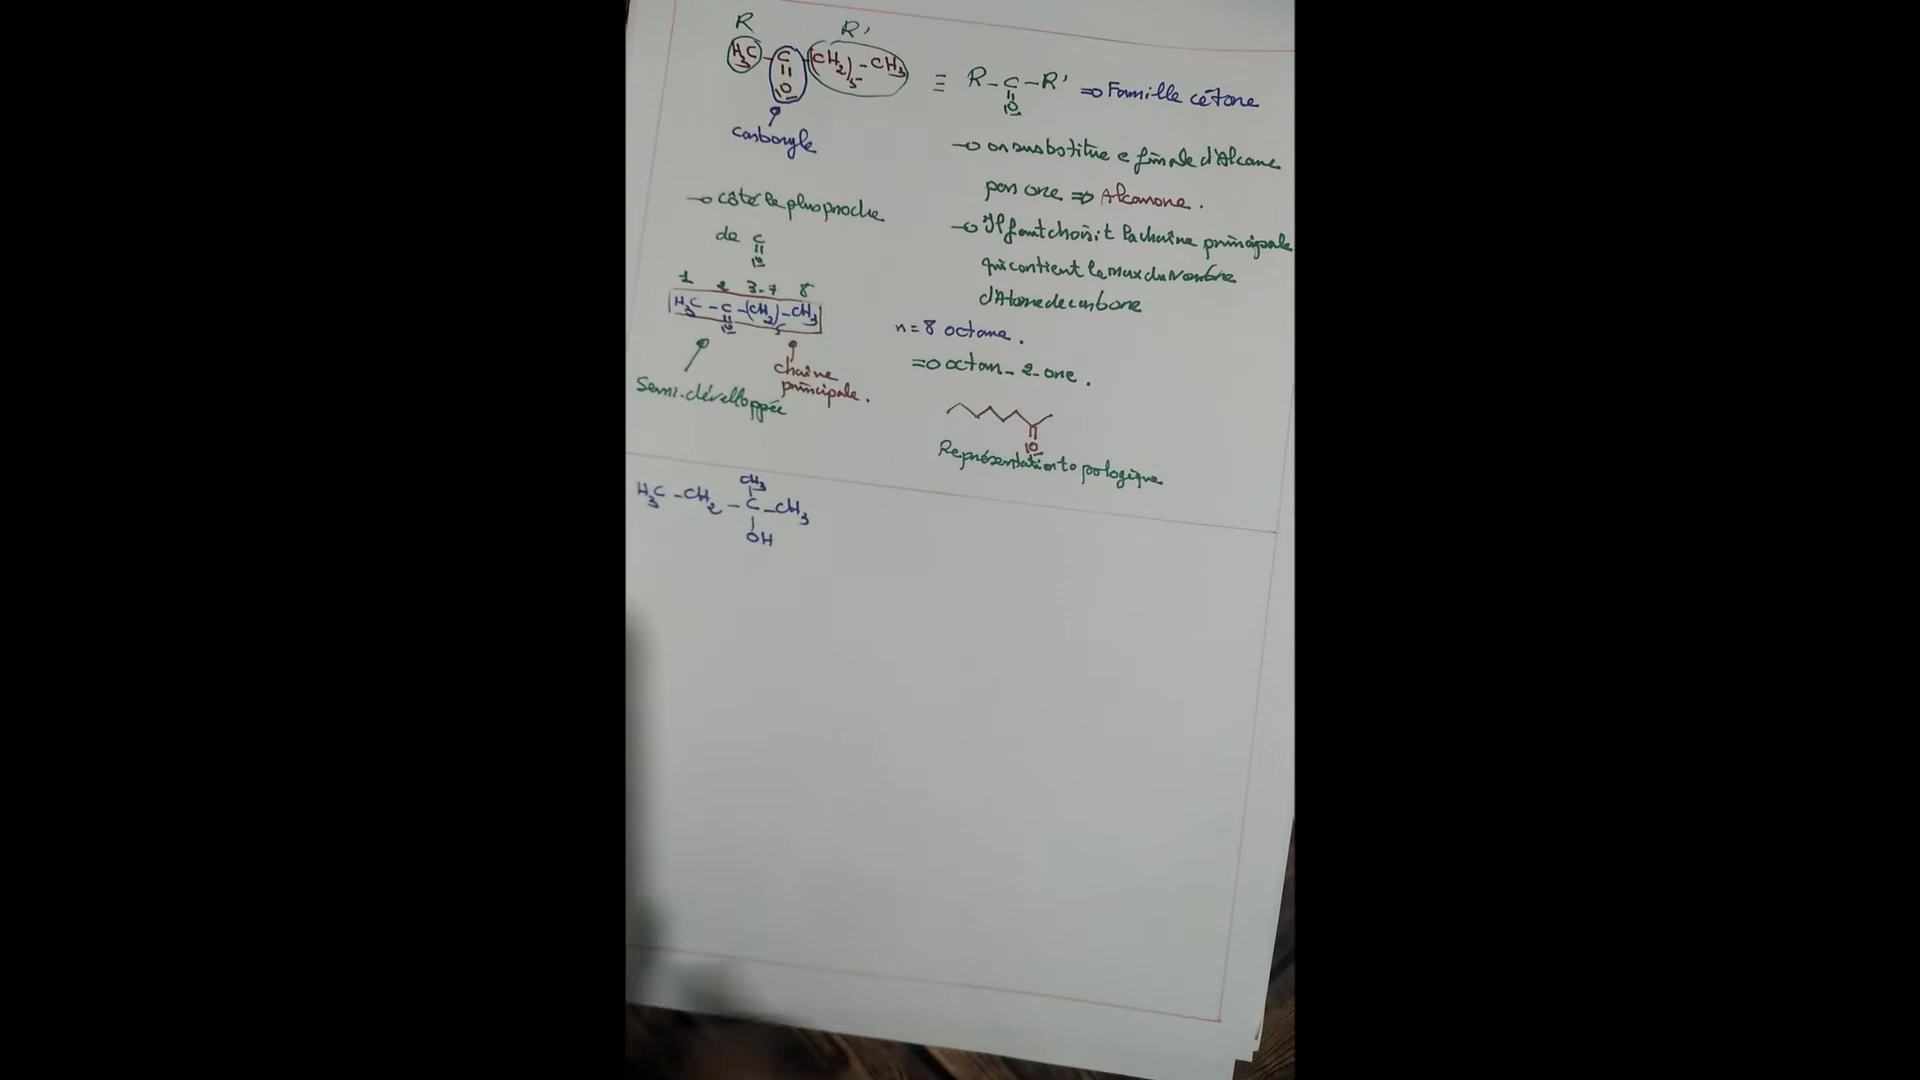 R R'
H3C - C - (CH2)5 - CH3 ≡ R - C - R' => Famille cétone
|| ||
O O
carbonyle
-o on substitue e finale d'Alcane
par one => Alcanone.
-o côté le plus proche
de C
||
O
-o Il faut choisit la chaîne principale
qui contient le max du Nombre
d'Atome de carbone
1 2 3-7 8
H3C - C - (CH2)5 - CH3
||
O
n = 8 octane.
=> octan-2-one.
chaîne
principale.
Semi-dévelloppée
O
Représentation topologique
CH3
|
H3C - CH2 - C - CH3
|
OH